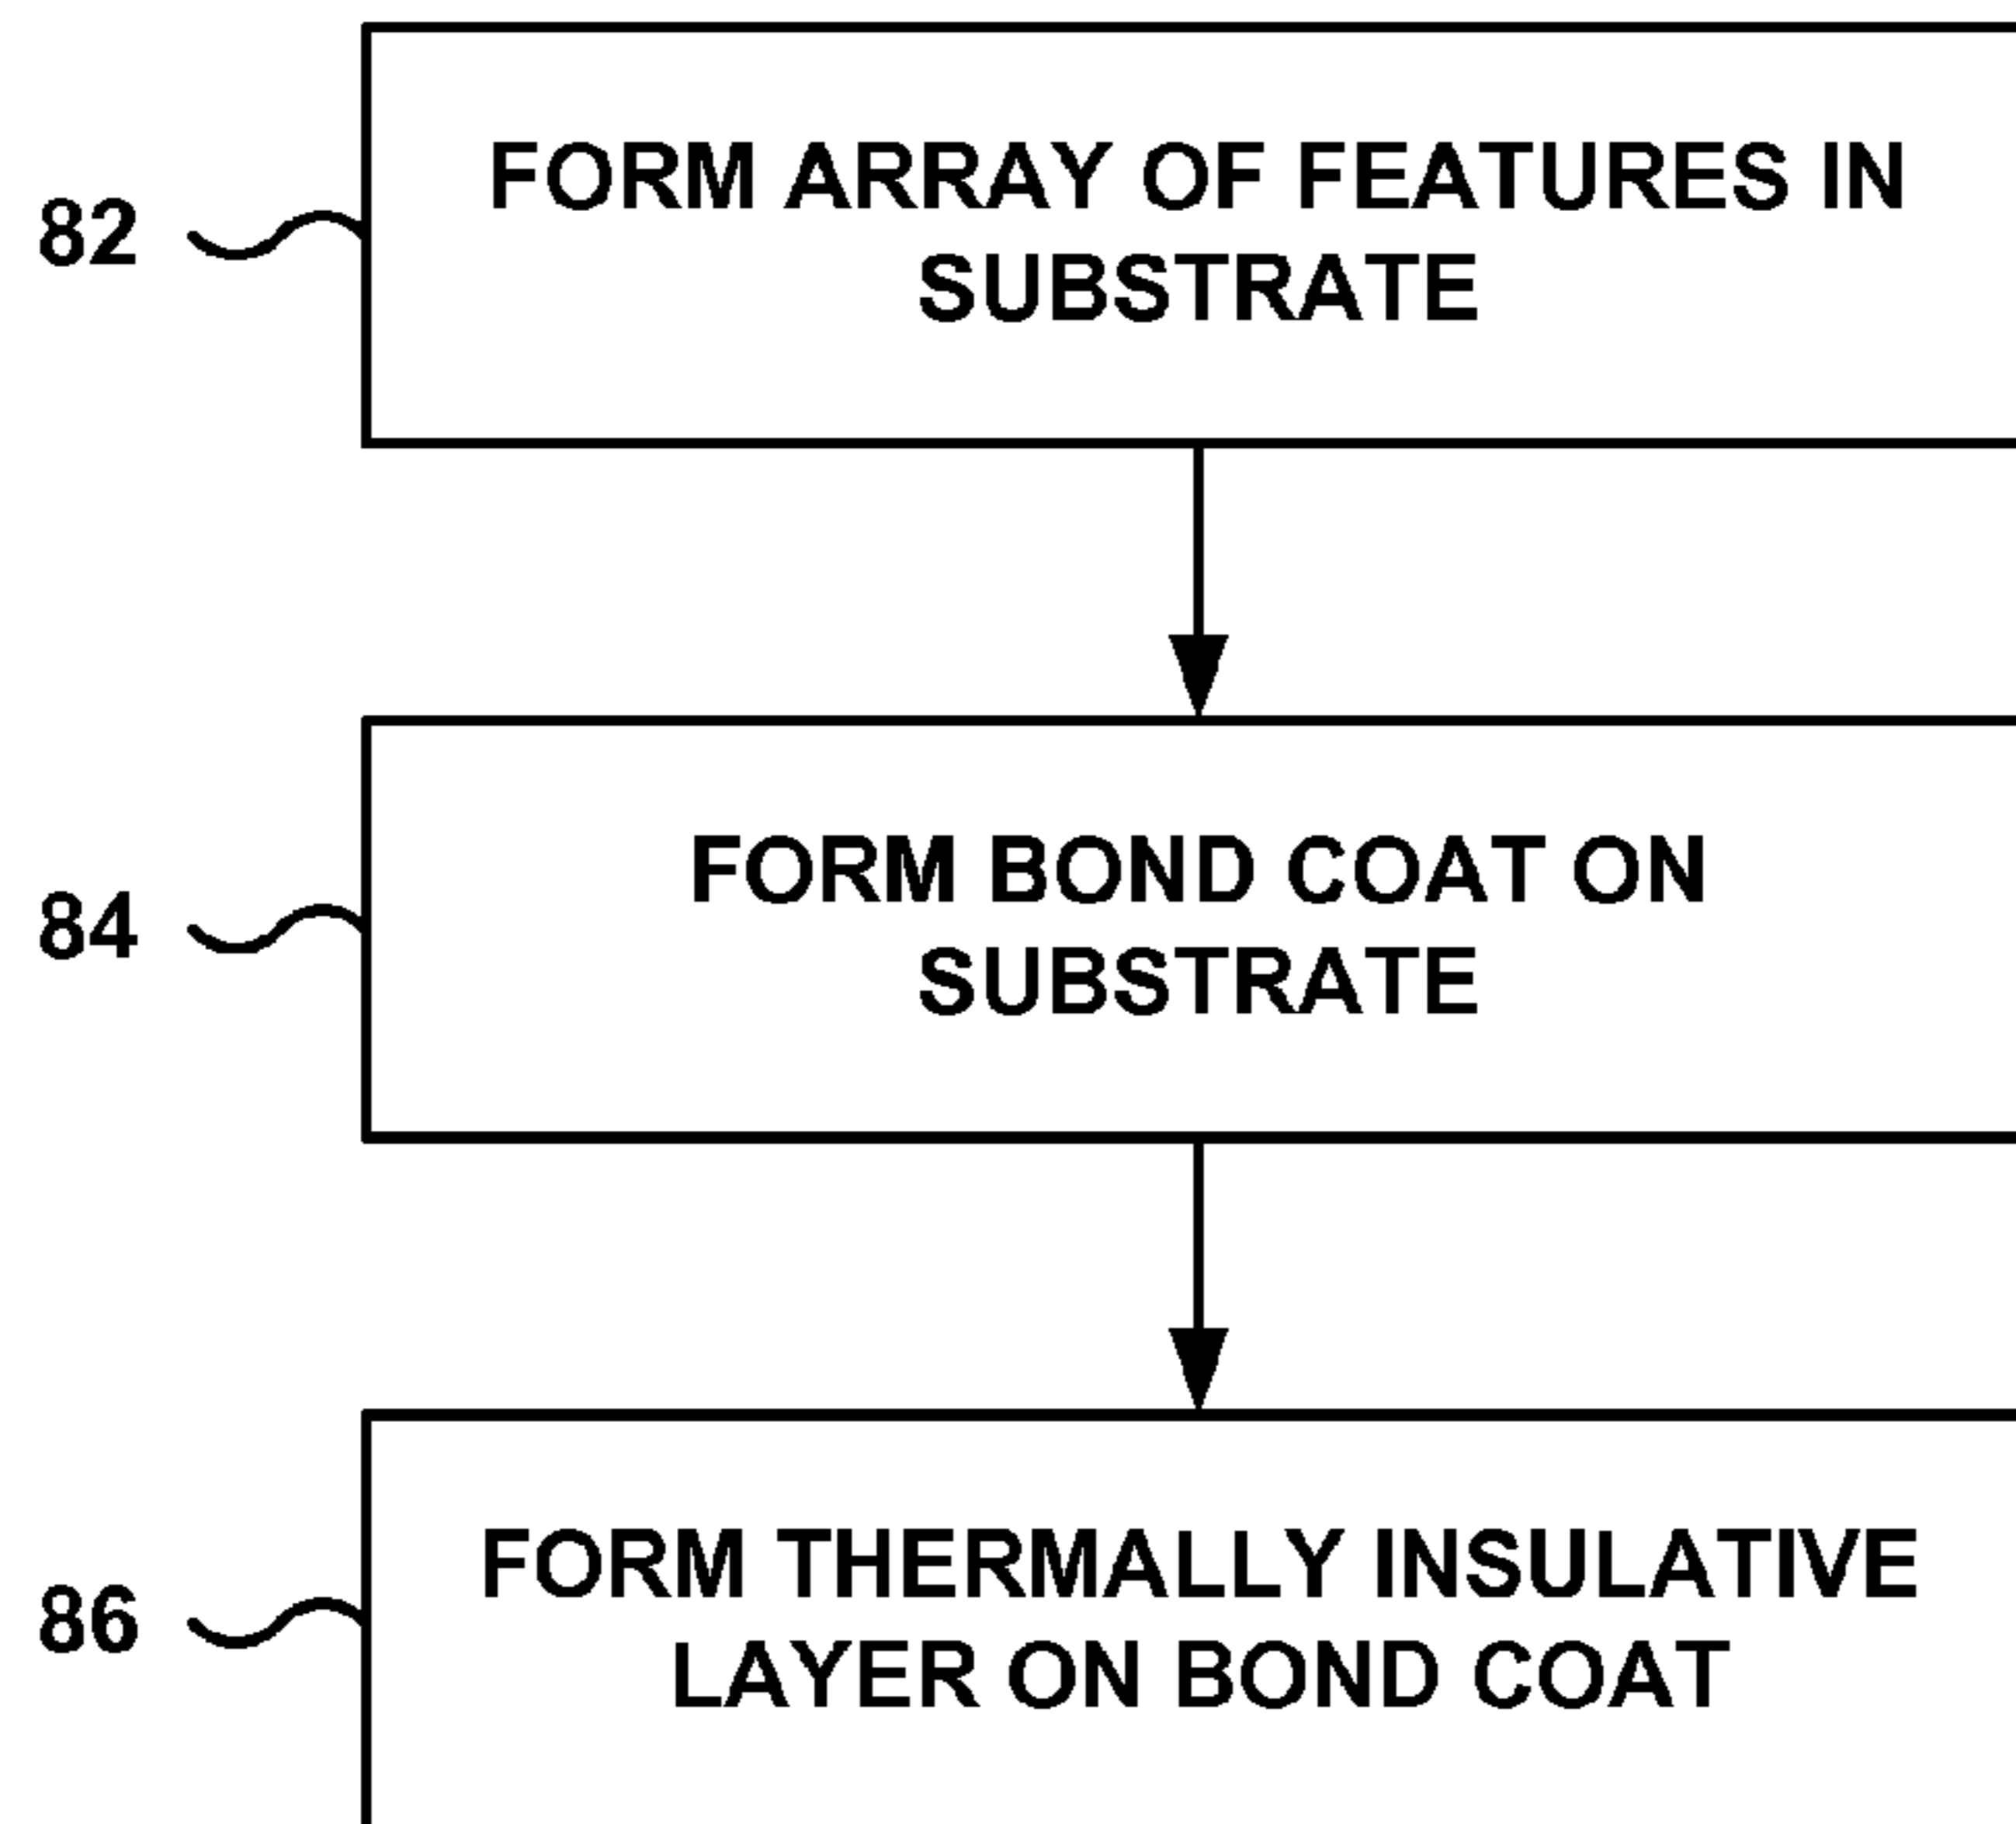 82
FORM ARRAY OF FEATURES IN
SUBSTRATE
84
FORM BOND COAT ON
SUBSTRATE
86
FORM THERMALLY INSULATIVE
LAYER ON BOND COAT